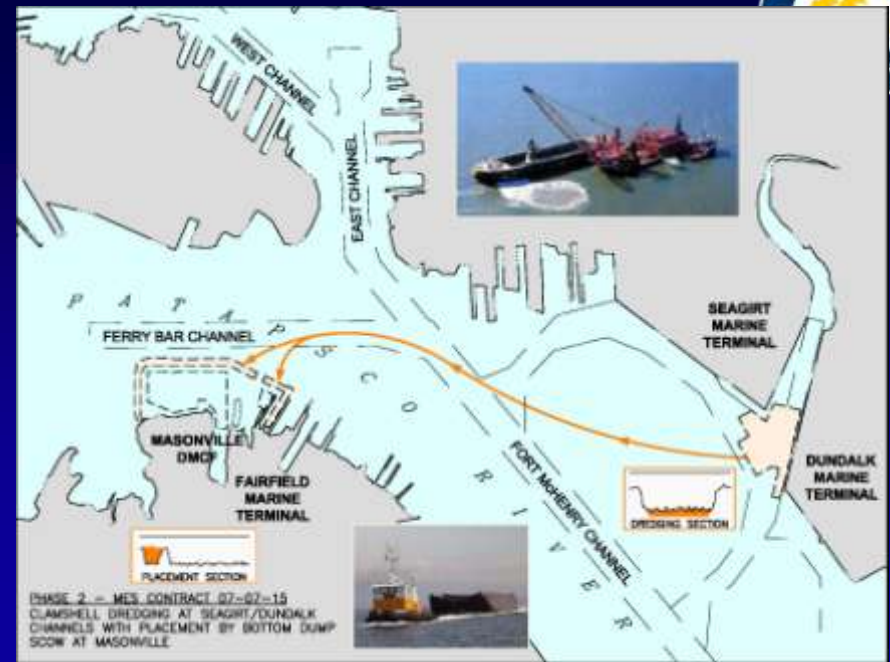 WEST CHANNEL
EAST CHANNEL
SEAGIRT
MARINE
TERMINAL
PATAPSCO RIVER
FERRY BAR CHANNEL
MASONVILLE
DMCF
FAIRFIELD
MARINE
TERMINAL
FORT McHENRY CHANNEL
DUNDALK
MARINE
TERMINAL
DREDGING SECTION
PLACEMENT SECTION
PHASE 2 - MES CONTRACT 07-07-15
CLAMSHELL DREDGING AT SEAGIRT/DUNDALK
CHANNELS WITH PLACEMENT BY BOTTOM DUMP
SCOW AT MASONVILLE